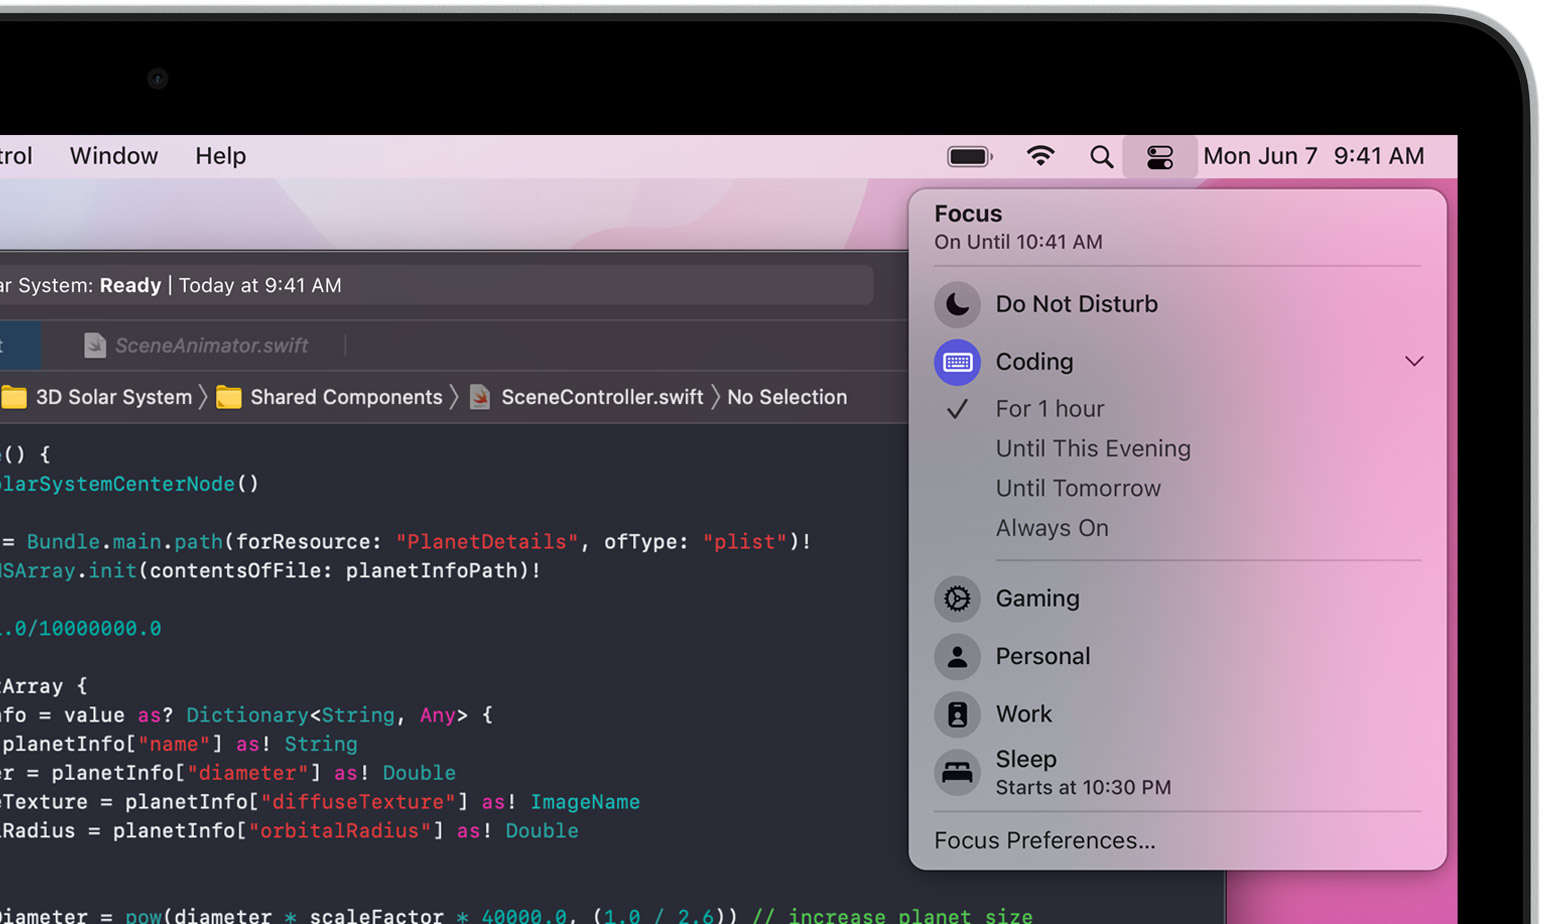 trol Window Help Mon Jun 7 9:41 AM
Focus
On Until 10:41 AM
Do Not Disturb
Coding
For 1 hour
Until This Evening
Until Tomorrow
Always On
Gaming
Personal
Work
Sleep
Starts at 10:30 PM
Focus Preferences...
ar System: Ready | Today at 9:41 AM
t SceneAnimator.swift
3D Solar System 〉 Shared Components 〉 SceneController.swift 〉 No Selection
() {
olarSystemCenterNode()
= Bundle.main.path(forResource: "PlanetDetails", ofType: "plist")!
NSArray.init(contentsOfFile: planetInfoPath)!
1.0/10000000.0
tArray {
nfo = value as? Dictionary<String, Any> {
planetInfo["name"] as! String
er = planetInfo["diameter"] as! Double
eTexture = planetInfo["diffuseTexture"] as! ImageName
lRadius = planetInfo["orbitalRadius"] as! Double
Diameter = pow(diameter * scaleFactor * 40000.0, (1.0 / 2.6)) // increase planet size